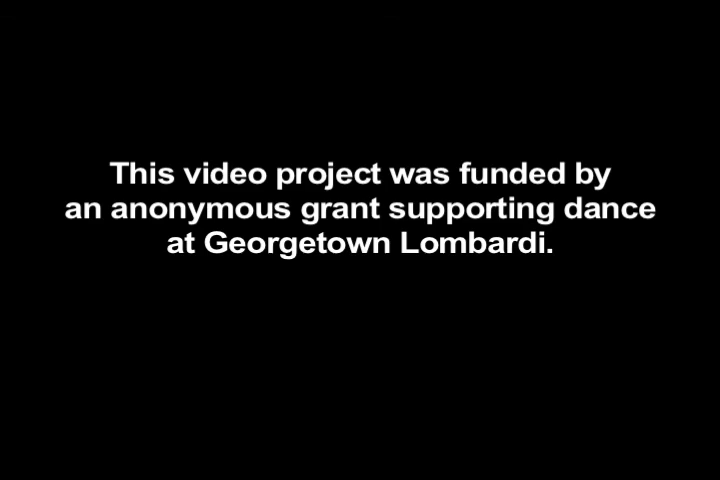 This video project was funded by
an anonymous grant supporting dance
at Georgetown Lombardi.